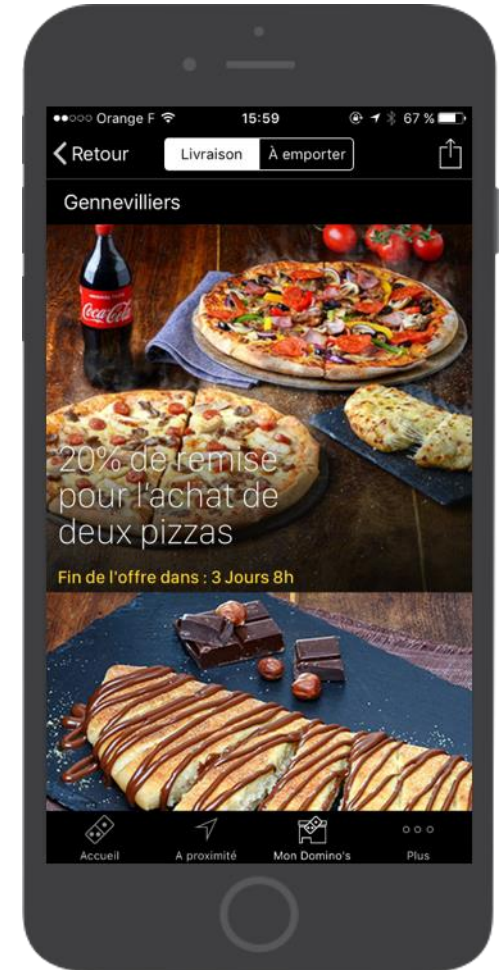 Orange F 15:59 67 %
Retour Livraison À emporter
Gennevilliers
Coca-Cola
20% de remise
pour l'achat de
deux pizzas
Fin de l'offre dans : 3 Jours 8h
Accueil A proximité Mon Domino's Plus